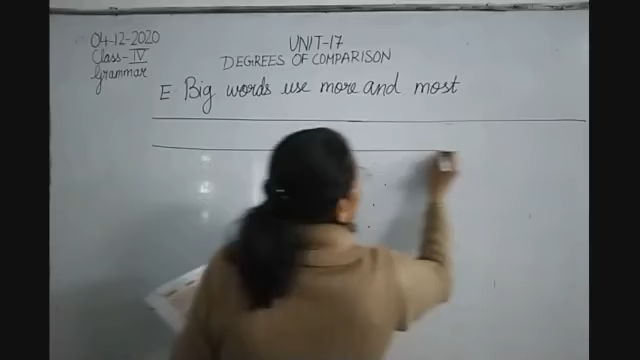 04-12-2020
Class-IV
Grammar
UNIT-17
DEGREES OF COMPARISON
E. Big words use more and most